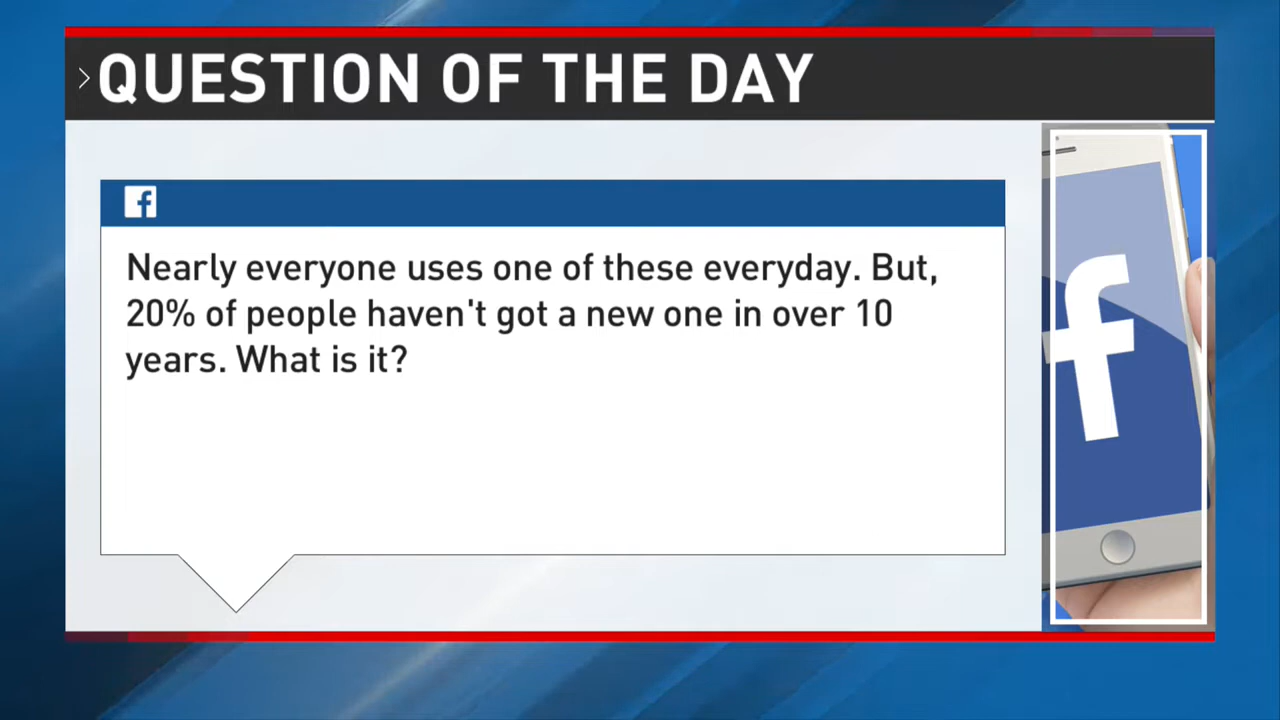 QUESTION OF THE DAY
Nearly everyone uses one of these everyday. But,
20% of people haven't got a new one in over 10
years. What is it?